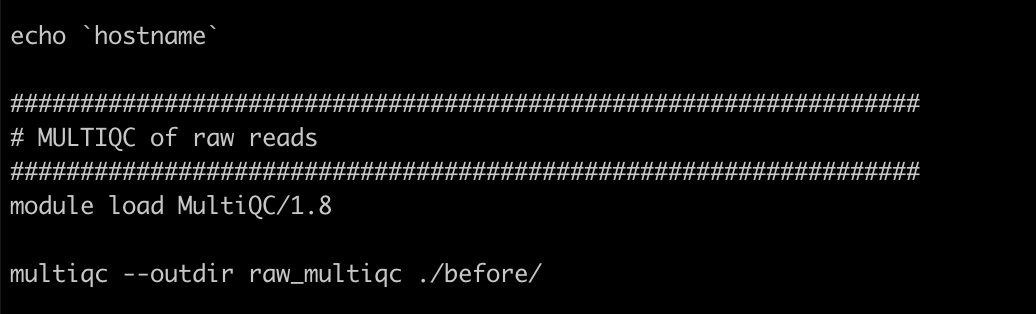 echo `hostname`
#################################################################
# MULTIQC of raw reads
#################################################################
module load MultiQC/1.8
multiqc --outdir raw_multiqc ./before/